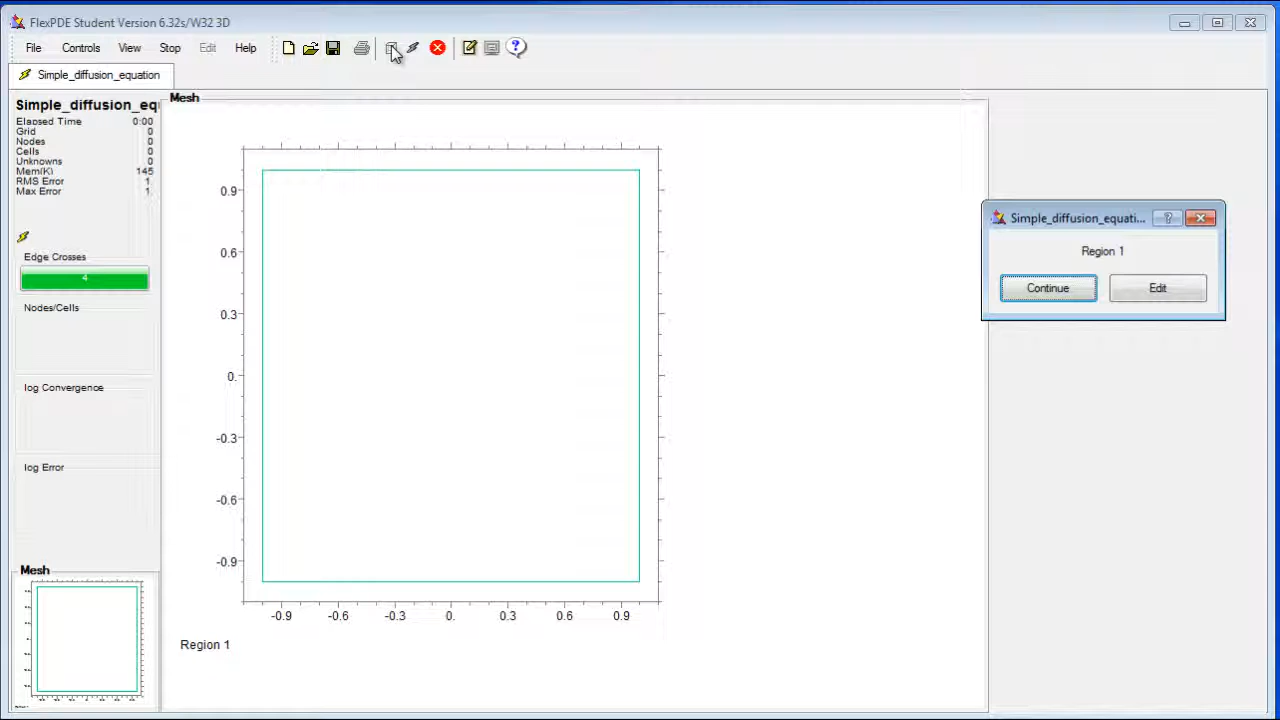 FlexPDE Student Version 6.32s/W32 3D
File Controls View Stop Edit Help
Simple_diffusion_equation
Simple_diffusion_eq
Elapsed Time 0:00
Grid 0
Nodes 0
Cells 0
Unknowns 0
Mem(K) 145
RMS Error 1.
Max Error 1.
Edge Crosses
4
Nodes/Cells
log Convergence
log Error
Mesh
Mesh
0.9
0.6
0.3
0.
-0.3
-0.6
-0.9
-0.9 -0.6 -0.3 0. 0.3 0.6 0.9
Region 1
Simple_diffusion_equati...
Region 1
Continue Edit